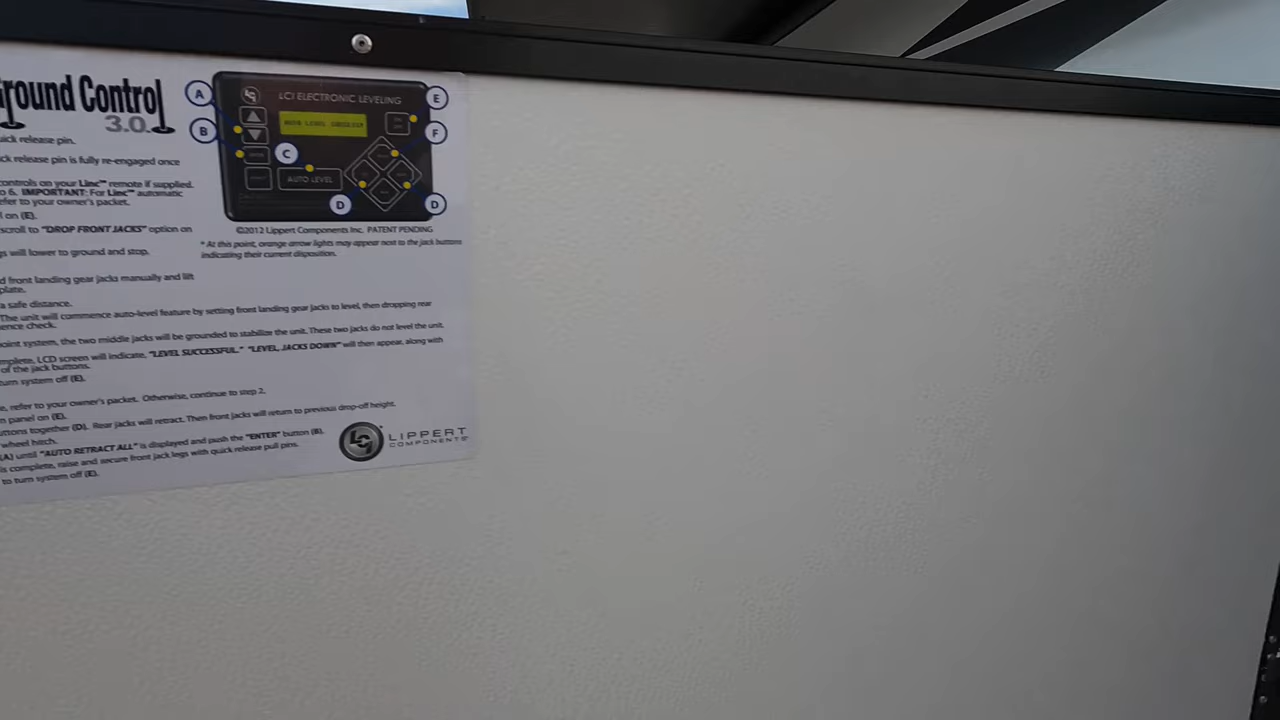 Ground Control
3.0
A
B
C
D
D
E
F
LCI ELECTRONIC LEVELING
AUTO LEVEL
©2012 Lippert Components Inc. PATENT PENDING
* At this point, orange arrow lights may appear next to the jack buttons
indicating their current disposition.
quick release pin.
quick release pin is fully re-engaged once
controls on your Linc™ remote if supplied.
to 6. IMPORTANT: For Linc™ automatic
refer to your owner's packet.
on (E).
scroll to "DROP FRONT JACKS" option on
will lower to ground and stop.
front landing gear jacks manually and lift
plate.
a safe distance.
The unit will commence auto-level feature by setting front landing gear jacks to level, then dropping rear
check.
point system, the two middle jacks will be grounded to stabilize the unit. These two jacks do not level the unit.
LCD screen will indicate, "LEVEL SUCCESSFUL." "LEVEL, JACKS DOWN" will then appear, along with
of the jack buttons.
turn system off (E).
refer to your owner's packet. Otherwise, continue to step 2.
panel on (E).
buttons together (D). Rear jacks will retract. Then front jacks will return to previous drop-off height.
wheel hitch.
(A) until "AUTO RETRACT ALL" is displayed and push the "ENTER" button (B).
is complete, raise and secure front jack legs with quick release pull pins.
to turn system off (E).
LCI
LIPPERT
COMPONENTS